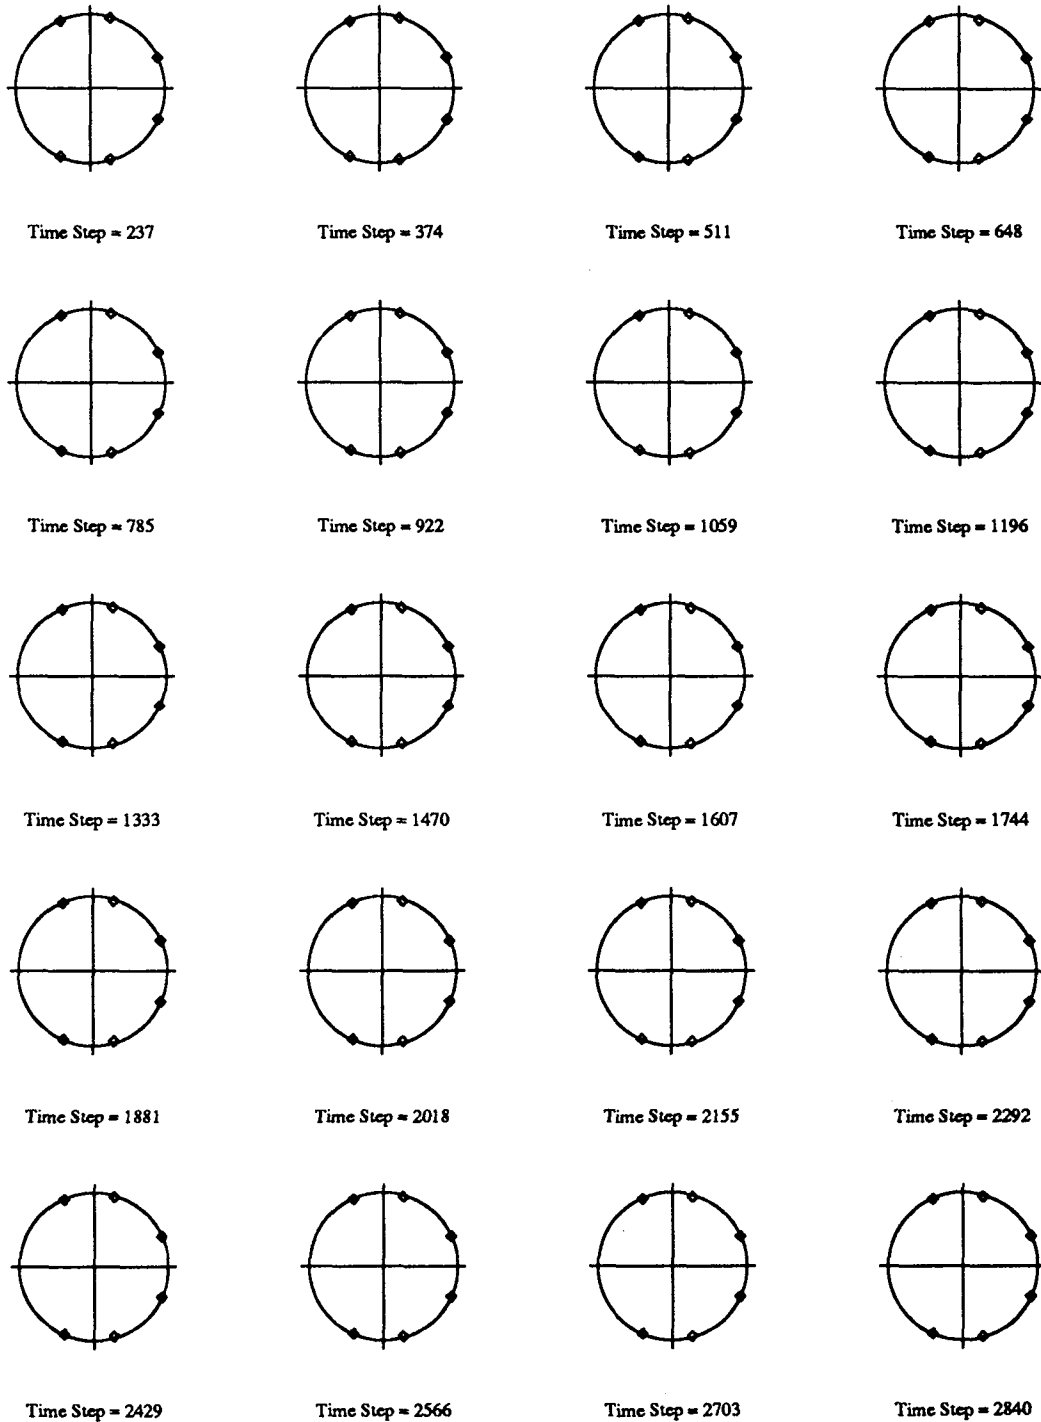 Time Step = 237
Time Step = 374
Time Step = 511
Time Step = 648
Time Step = 785
Time Step = 922
Time Step = 1059
Time Step = 1196
Time Step = 1333
Time Step = 1470
Time Step = 1607
Time Step = 1744
Time Step = 1881
Time Step = 2018
Time Step = 2155
Time Step = 2292
Time Step = 2429
Time Step = 2566
Time Step = 2703
Time Step = 2840